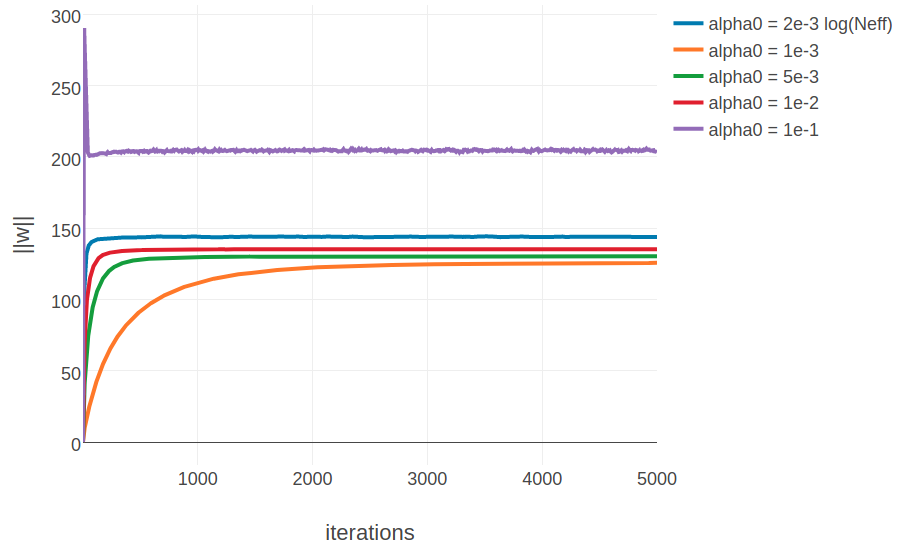 300
250
200
150
100
50
0
||w||
1000 2000 3000 4000 5000
iterations
alpha0 = 2e-3 log(Neff)
alpha0 = 1e-3
alpha0 = 5e-3
alpha0 = 1e-2
alpha0 = 1e-1